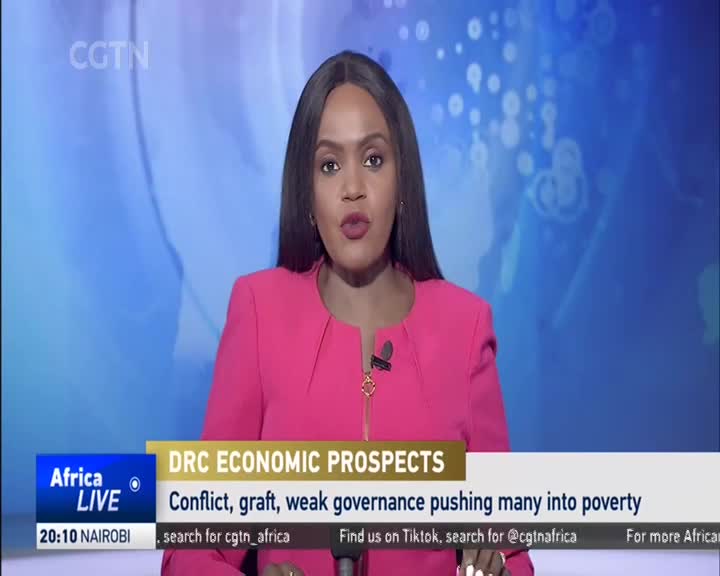 CGTN
DRC ECONOMIC PROSPECTS
Africa
LIVE
Conflict, graft, weak governance pushing many into poverty
20:10 NAIROBI
. search for cgtn_africa Find us on Tiktok, search for @cgtnafrica For more African